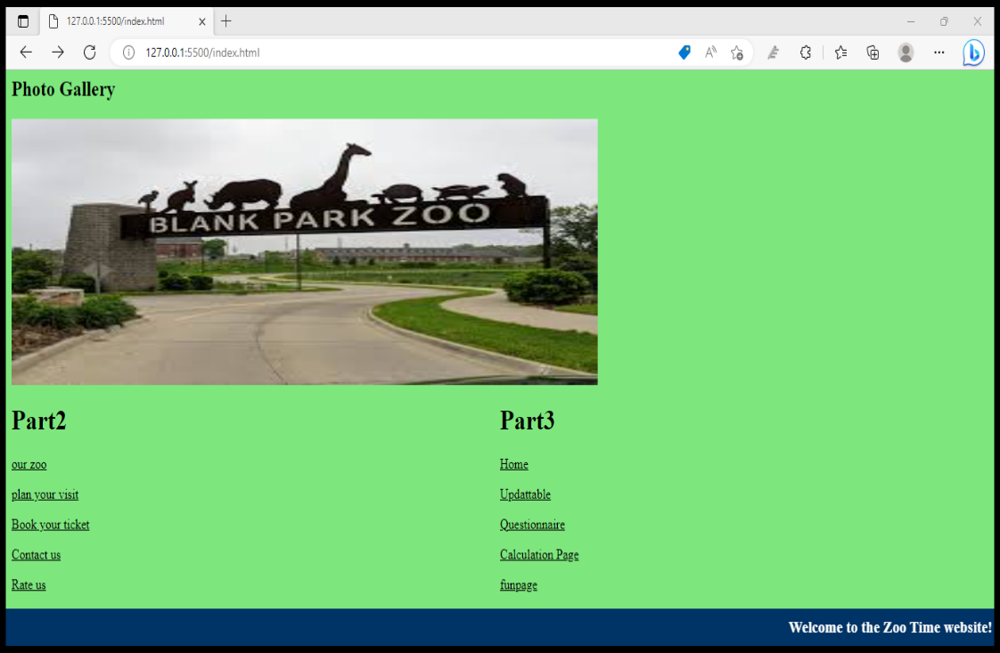 127.0.0.1:5500/index.html
127.0.0.1:5500/index.html
Photo Gallery
BLANK PARK ZOO
Part2
our zoo
plan your visit
Book your ticket
Contact us
Rate us
Part3
Home
Updattable
Questionnaire
Calculation Page
funpage
Welcome to the Zoo Time website!